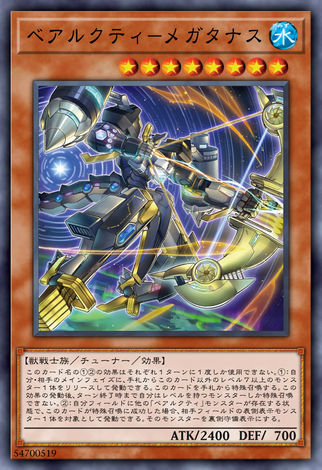 ベアルクティーメガタナス
水
【獣戦士族／チューナー／効果】
このカード名の①②の効果はそれぞれ１ターンに１度しか使用できない。①:自
分・相手のメインフェイズに、手札からこのカード以外のレベル７以上のモンス
ター１体をリリースして発動できる。このカードを手札から特殊召喚する。この
効果の発動後、ターン終了時まで自分はレベルを持つモンスターしか特殊召喚
できない。②:自分フィールドに他の「ベアルクティ」モンスターが存在する状
態で、このカードが特殊召喚に成功した場合、相手フィールドの表側表示モンス
ター１体を対象として発動できる。そのモンスターを裏側守備表示にする。
ATK/2400 DEF/ 700
54700519